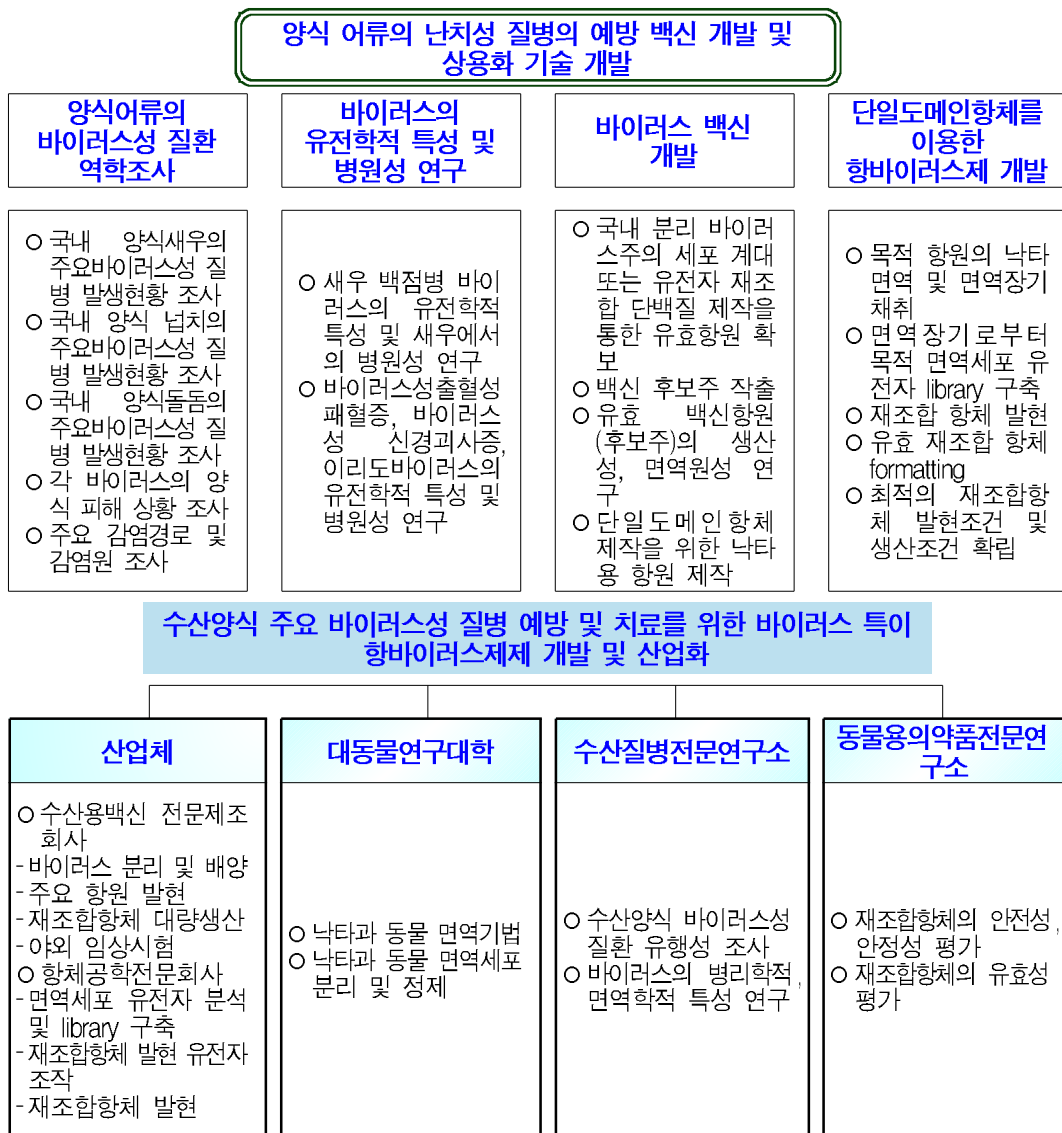 양식 어류의 난치성 질병의 예방 백신 개발 및
상용화 기술 개발
양식어류의
바이러스성 질환
역학조사
바이러스의
유전학적 특성 및
병원성 연구
바이러스 백신
개발
단일도메인항체를
이용한
항바이러스제 개발
○ 국내 양식새우의
주요바이러스성 질
병 발생현황 조사
○ 국내 양식 넙치의
주요바이러스성 질
병 발생현황 조사
○ 국내 양식돌돔의
주요바이러스성 질
병 발생현황 조사
○ 각 바이러스의 양
식 피해 상황 조사
○ 주요 감염경로 및
감염원 조사
○ 새우 백점병 바이
러스의 유전학적
특성 및 새우에서
의 병원성 연구
○ 바이러스성출혈성
패혈증, 바이러스
성 신경괴사증,
이리도바이러스의
유전학적 특성 및
병원성 연구
○ 국내 분리 바이러
스주의 세포 계대
또는 유전자 재조
합 단백질 제작을
통한 유효항원 확
보
○ 백신 후보주 작출
○ 유효 백신항원
(후보주)의 생산
성, 면역원성 연
구
○ 단일도메인항체
제작을 위한 낙타
용 항원 제작
○ 목적 항원의 낙타
면역 및 면역장기
채취
○ 면역장기로부터
목적 면역세포 유
전자 library 구축
○ 재조합 항체 발현
○ 유효 재조합 항체
formatting
○ 최적의 재조합항
체 발현조건 및
생산조건 확립
수산양식 주요 바이러스성 질병 예방 및 치료를 위한 바이러스 특이
항바이러스제제 개발 및 산업화
산업체
대동물연구대학
수산질병전문연구소
동물용의약품전문연
구소
○ 수산용백신 전문제조
회사
- 바이러스 분리 및 배양
- 주요 항원 발현
- 재조합항체 대량생산
- 야외 임상시험
○ 항체공학전문회사
- 면역세포 유전자 분석
및 library 구축
- 재조합항체 발현 유전자
조작
- 재조합항체 발현
○ 낙타과 동물 면역기법
○ 낙타과 동물 면역세포
분리 및 정제
○ 수산양식 바이러스성
질환 유행성 조사
○ 바이러스의 병리학적,
면역학적 특성 연구
○ 재조합항체의 안전성,
안정성 평가
○ 재조합항체의 유효성
평가